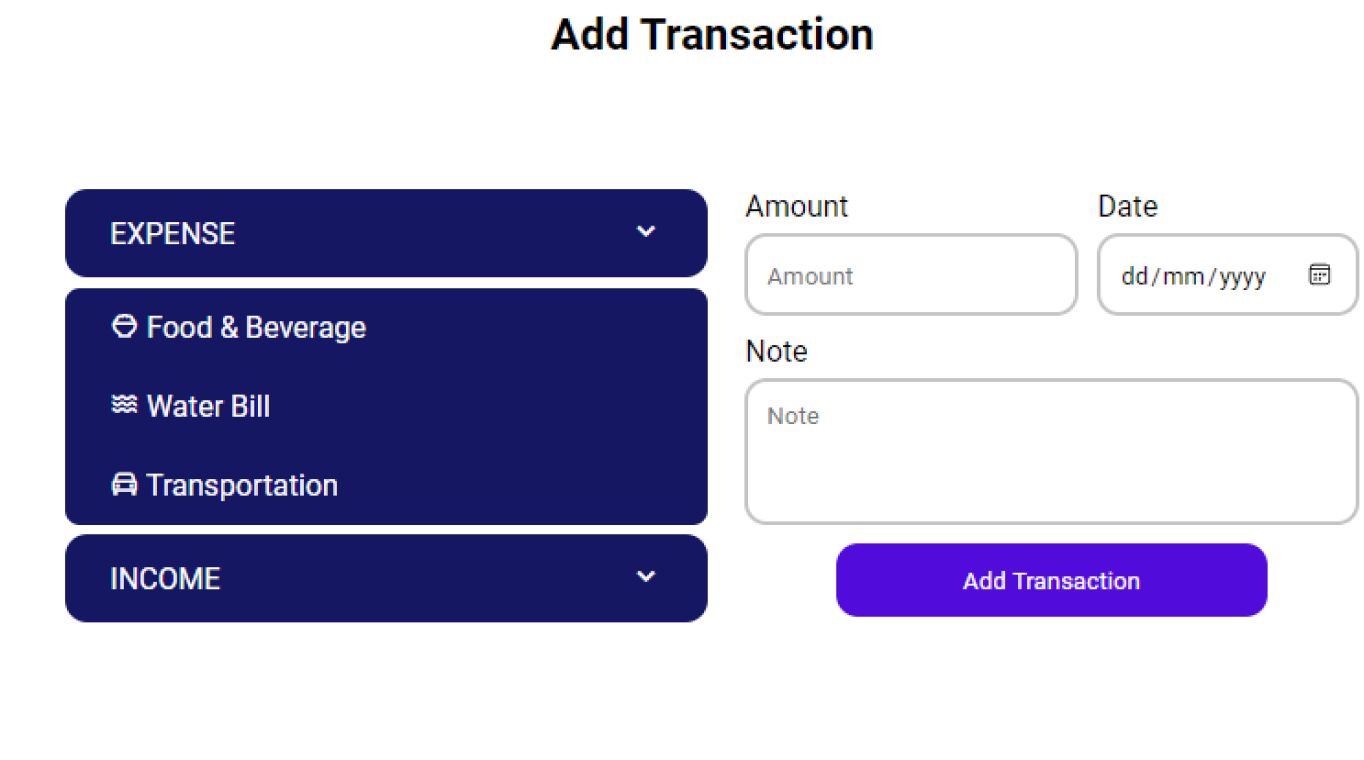 Add Transaction
EXPENSE
Food & Beverage
Water Bill
Transportation
INCOME
Amount
Amount
Date
dd/mm/yyyy
Note
Note
Add Transaction